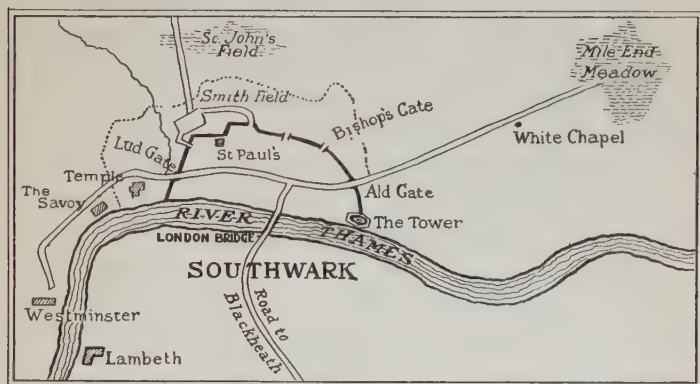 St. John's
Field
Mile End
Meadow
Smith Field
Bishop's Gate
White Chapel
Lud Gate
St Paul's
Temple
Ald Gate
The Savoy
The Tower
RIVER THAMES
LONDON BRIDGE
SOUTHWARK
Road to
Blackheath
Westminster
Lambeth